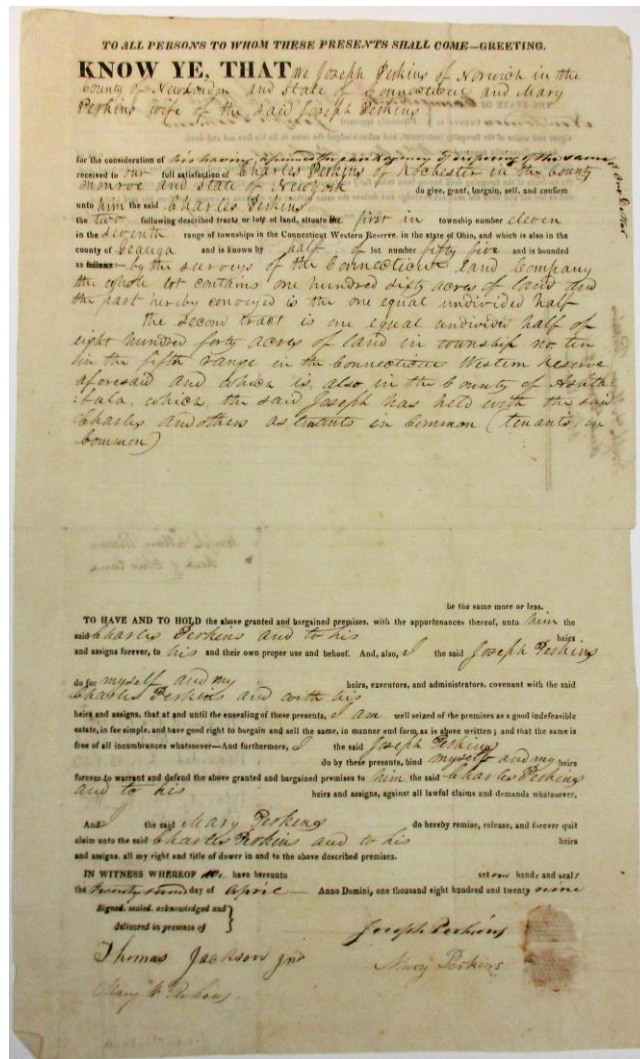 TO ALL PERSONS TO WHOM THESE PRESENTS SHALL COME—GREETING.
KNOW YE, THAT We Joseph Perkins of Norwich in the
County of New London and State of Connecticut and Mary
Perkins wife of the said Joseph Perkins
for the consideration of his having of the same
received to our full satisfaction of Charles Perkins of Rochester in the County
Monroe and State of New York do give, grant, bargain, sell, and confirm
unto him the said Charles Perkins
the two following described tracts or lots of land, situate the first in township number eleven
in the Seventh range of townships in the Connecticut Western Reserve. in the state of Ohio, and which is also in the
county of Geauga and is known by half of lot number fifty five and is bounded
as follows— by the surveys of the Connecticut land Company
the whole lot contains one hundred sixty acres of land and
the part hereby conveyed is the one equal undivided half
The second tract is one equal undivided half of
eight hundred forty acres of land in township no. ten
in the fifth range in the Connecticut Western Reserve
aforesaid and which is also in the County of Ashta
:bula, which the said Joseph has held with the said
Charles and others as tenants in Common (tenants in
Common)
be the same more or less.
TO HAVE AND TO HOLD the above granted and bargained premises. with the appurtenances thereof, unto him the
said Charles Perkins and to his heirs
and assigns forever, to his and their own proper use and behoof. And, also, I the said Joseph Perkins
do for myself and my heirs, executors, and administrators. covenant with the said
Charles Perkins and with his
heirs and assigns, that at and until the ensealing of these presents, I am well seized of the premises as a good indefeasible
estate, in fee simple. and have good right to bargain and sell the same, in manner and form as is above written; and that the same is
free of all incumbrances whatsoever—And furthermore, I the said Joseph Perkins
do by these presents, bind myself and my heirs
forever to warrant and defend the above granted and bargained premises to him the said Charles Perkins
and to his heirs and assigns, against all lawful claims and demands whatsoever.
And I the said Mary Perkins do hereby remise, release, and forever quit
claim unto the said Charles Perkins and to his heirs
and assigns. all my right and title of dower in and to the above described premises.
IN WITNESS WHEREOF We have hereunto set our hands and seals
the twenty second day of April— Anno Domini, one thousand eight hundred and twenty nine
Signed. sealed. acknowledged and
delivered in presence of
Joseph Perkins
Thomas Jackson jnr
Mary Perkins
Mary Perkins.